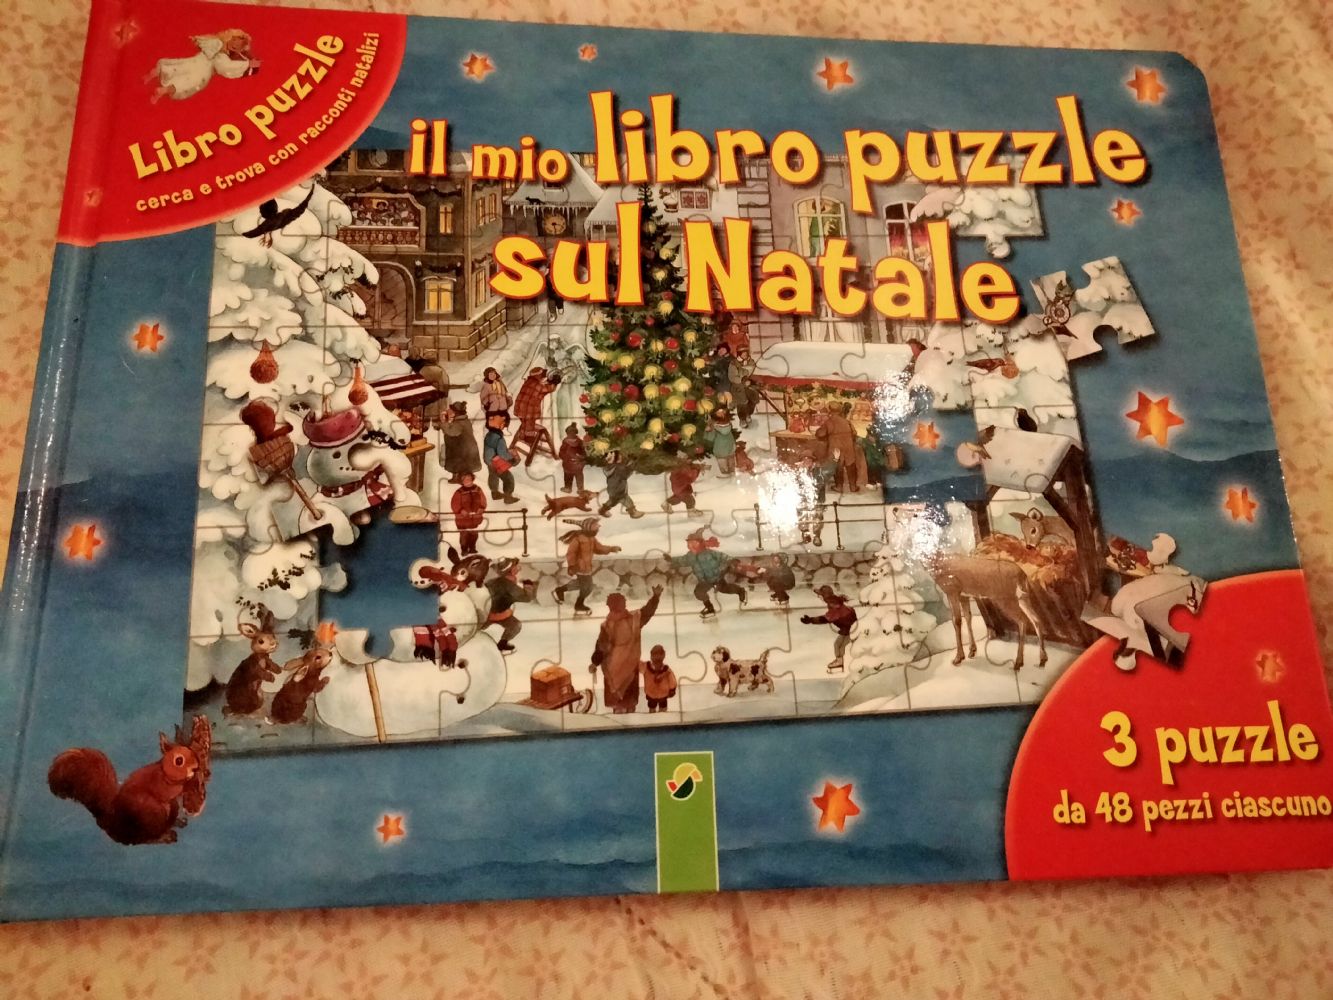 Libro puzzle
cerca e trova con racconti natalizi
il mio libro puzzle
sul Natale
3 puzzle
da 48 pezzi ciascuno